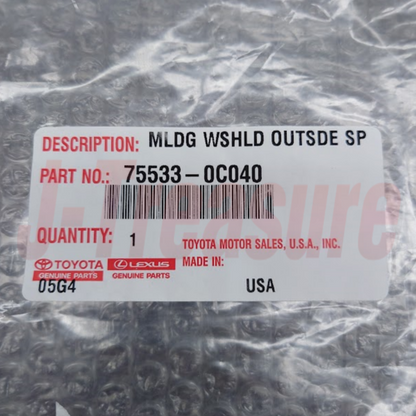 DESCRIPTION: MLDG WSHLD OUTSDE SP
PART NO.: 75533-0C040
QUANTITY: 1 TOYOTA MOTOR SALES, U.S.A., INC.
TOYOTA LEXUS MADE IN:
GENUINE PARTS GENUINE PARTS
05G4 USA
J-Treasure